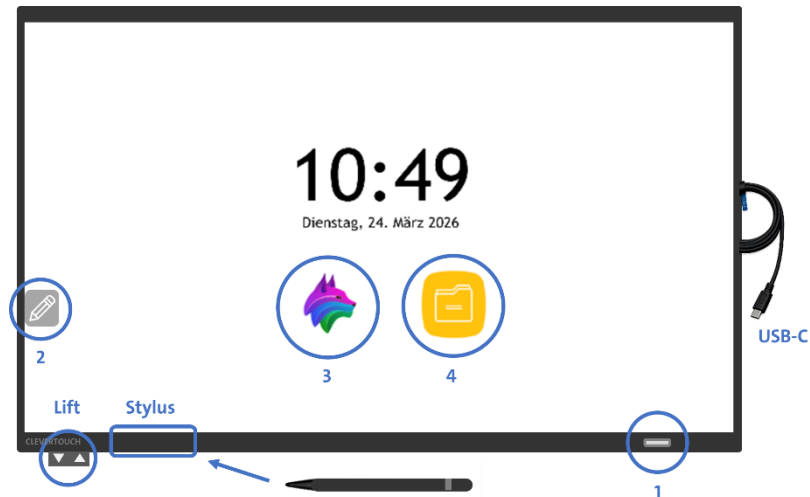 10:49
Dienstag, 24. März 2026
USB-C
2
3
4
Lift
Stylus
CLEVERTOUCH
1